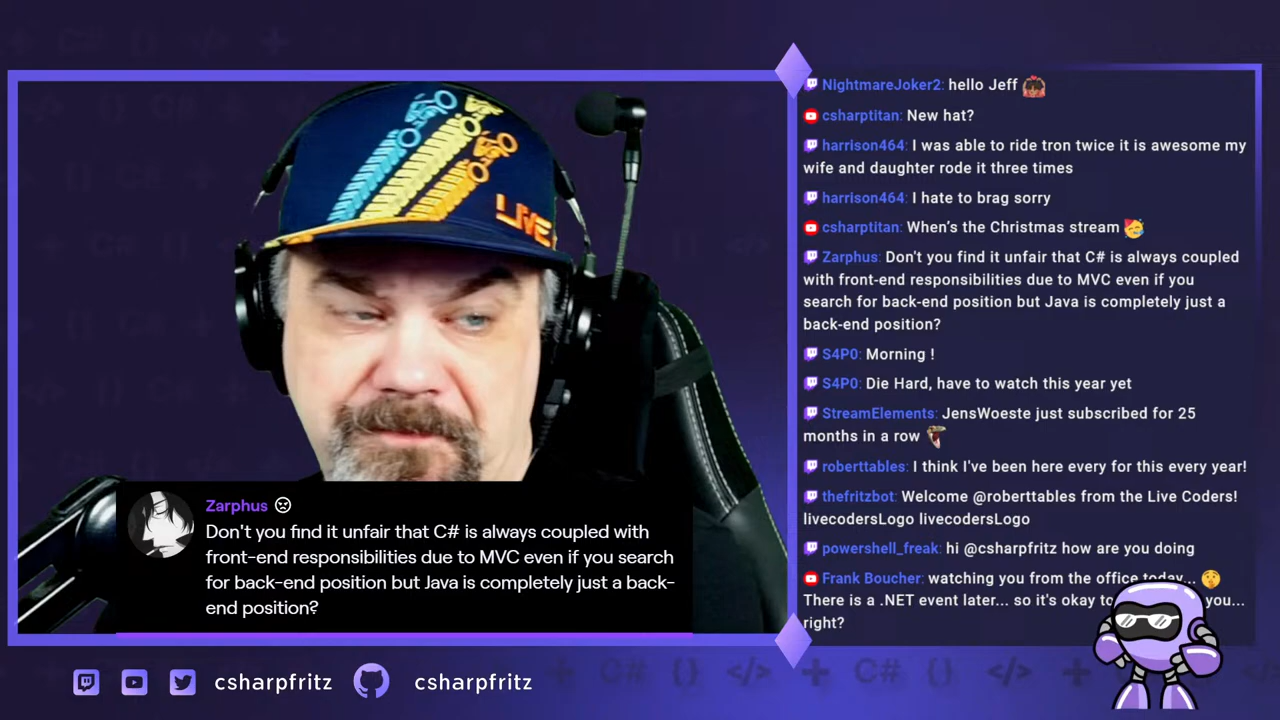 LIVE
Zarphus
Don't you find it unfair that C# is always coupled with
front-end responsibilities due to MVC even if you search
for back-end position but Java is completely just a back-
end position?
NightmareJoker2: hello Jeff
csharptitan: New hat?
harrison464: I was able to ride tron twice it is awesome my
wife and daughter rode it three times
harrison464: I hate to brag sorry
csharptitan: When's the Christmas stream
Zarphus: Don't you find it unfair that C# is always coupled
with front-end responsibilities due to MVC even if you
search for back-end position but Java is completely just a
back-end position?
S4P0: Morning !
S4P0: Die Hard, have to watch this year yet
StreamElements: JensWoeste just subscribed for 25
months in a row
roberttables: I think I've been here every for this every year!
thefritzbot: Welcome @roberttables from the Live Coders!
livecodersLogo livecodersLogo
powershell_freak: hi @csharpfritz how are you doing
Frank Boucher: watching you from the office today...
There is a .NET event later... so it's okay to you...
right?
csharpfritz
csharpfritz
C# {} </> + C# {} </> +